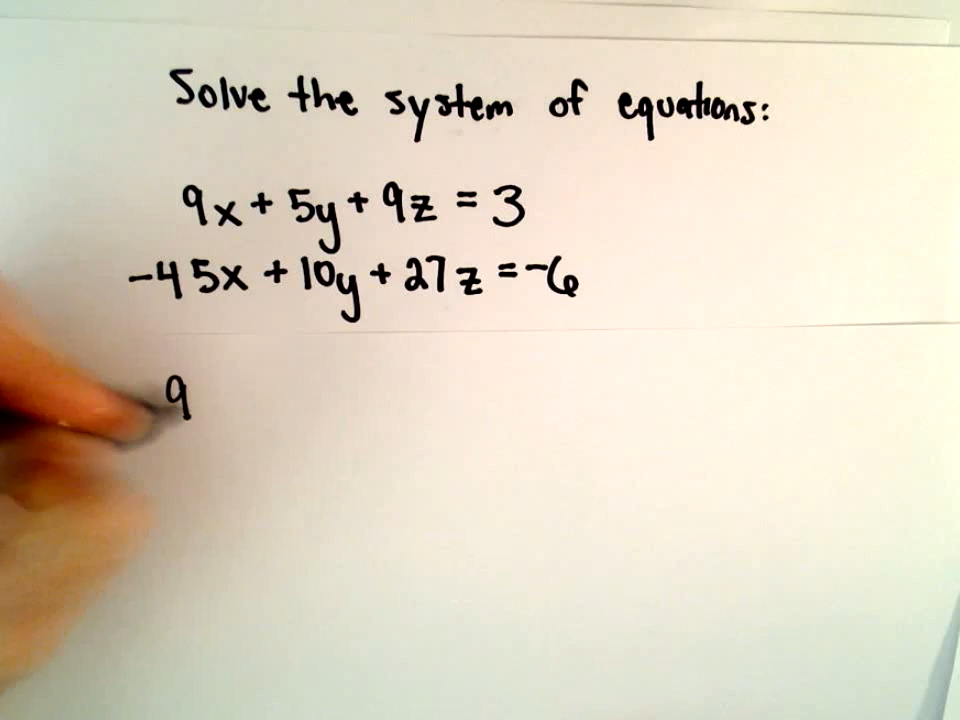 Solve the system of equations:
9x + 5y + 9z = 3
-45x + 10y + 27z = -6
9